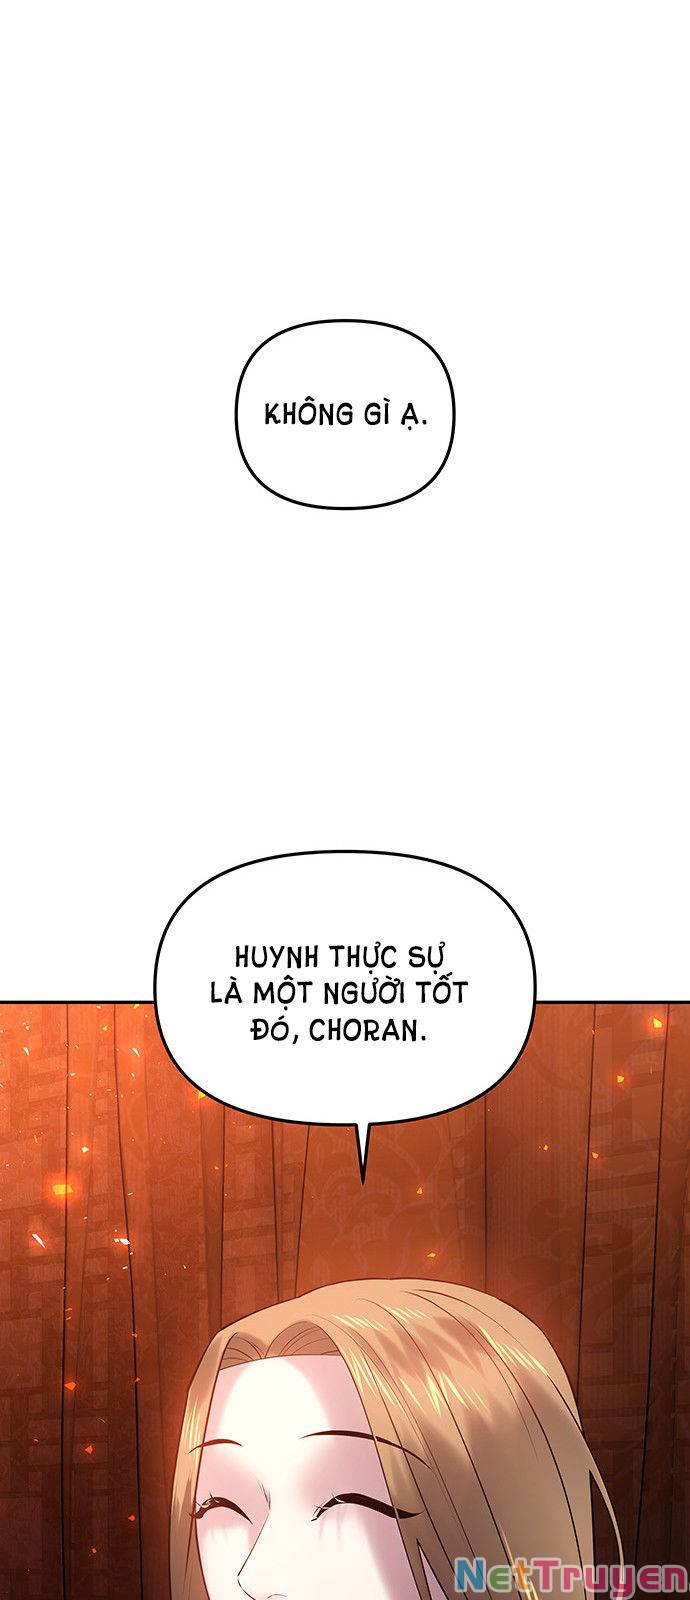 KHÔNG GÌ Ạ.
HUYNH THỰC SỰ
LÀ MỘT NGƯỜI TỐT
ĐÓ, CHORAN.
NetTruyen